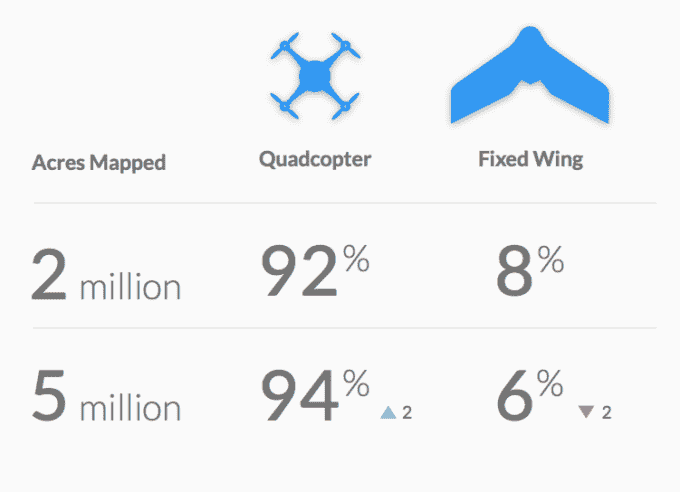 Acres Mapped Quadcopter Fixed Wing
2 million 92% 8%
5 million 94% ▲ 2 6% ▼ 2